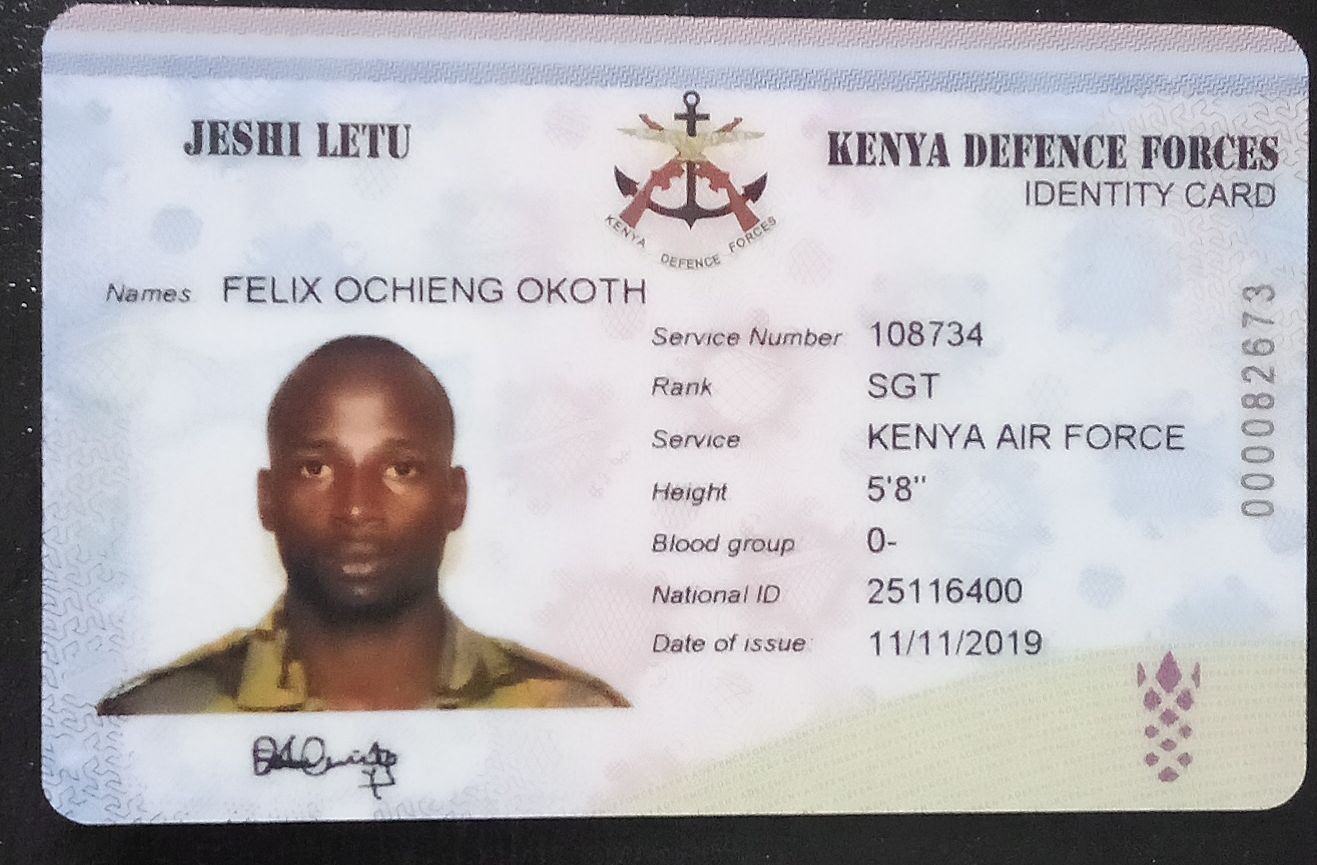 JESHI LETU
KENYA DEFENCE FORCES
IDENTITY CARD
KENYA DEFENCE FORCES
Names FELIX OCHIENG OKOTH
Service Number 108734
Rank SGT
Service KENYA AIR FORCE
Height 5'8"
Blood group 0-
National ID 25116400
Date of issue 11/11/2019
000082673